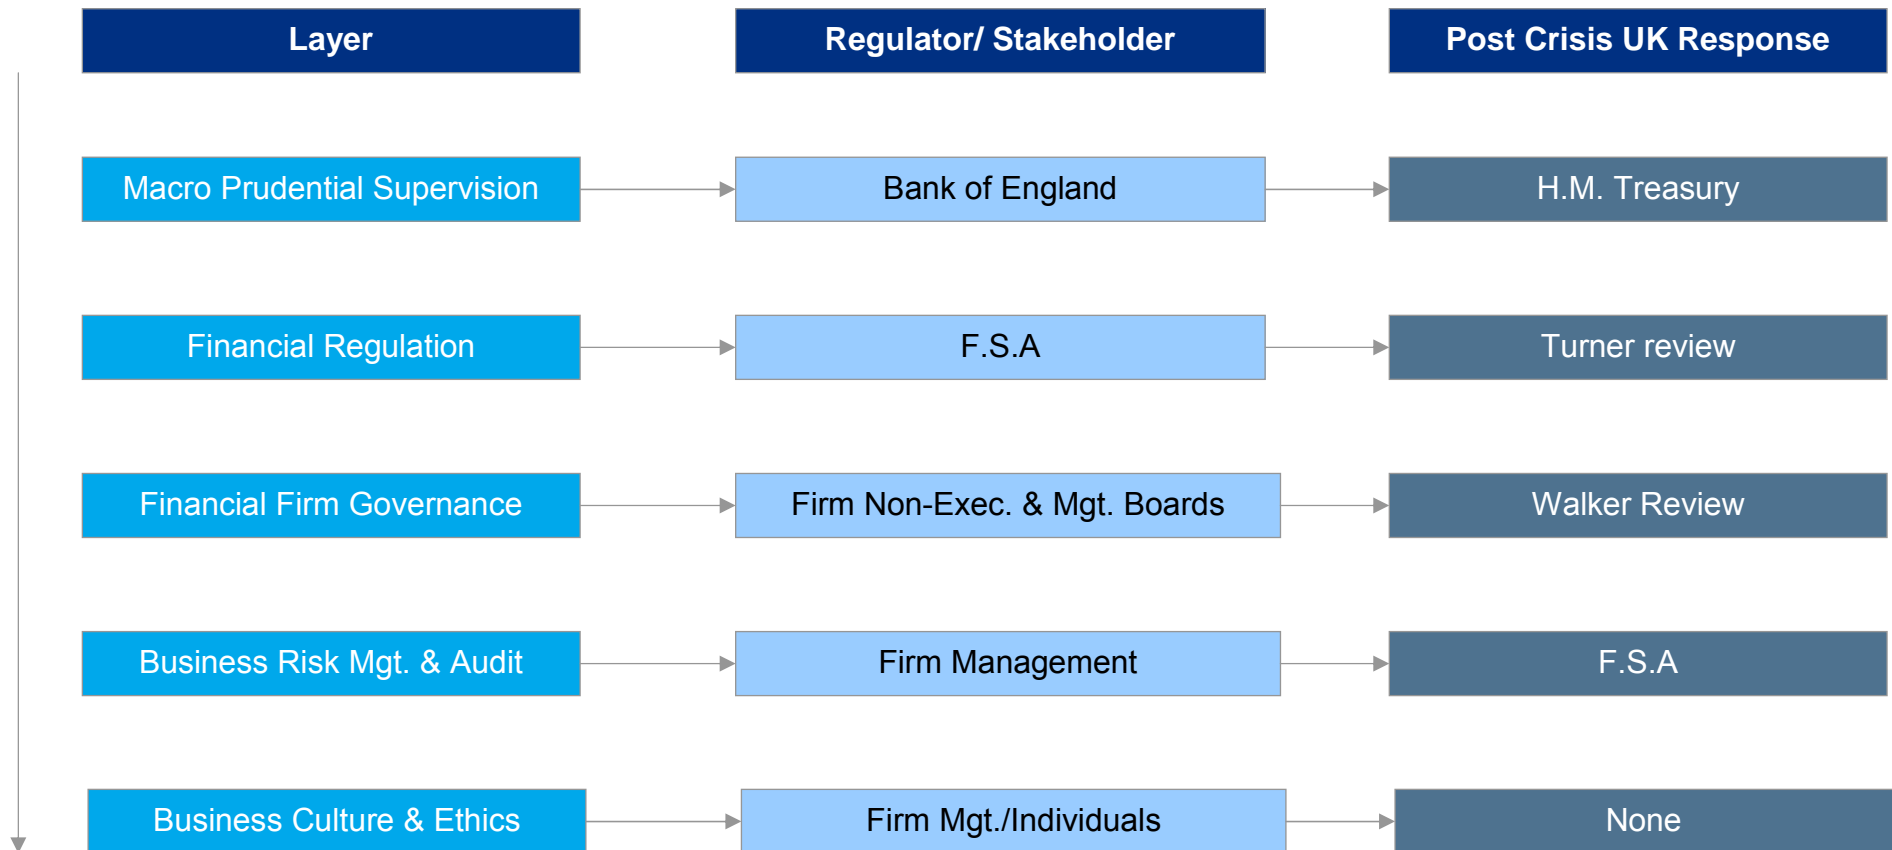 Layer
Regulator/ Stakeholder
Post Crisis UK Response
Macro Prudential Supervision
Bank of England
H.M. Treasury
Financial Regulation
F.S.A
Turner review
Financial Firm Governance
Firm Non-Exec. & Mgt. Boards
Walker Review
Business Risk Mgt. & Audit
Firm Management
F.S.A
Business Culture & Ethics
Firm Mgt./Individuals
None